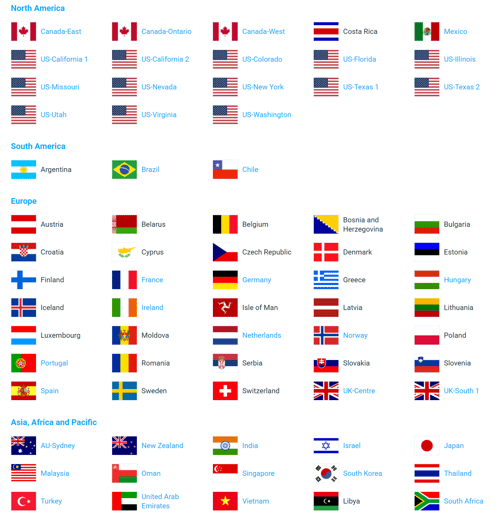 North America
Canada-East
Canada-Ontario
Canada-West
Costa Rica
Mexico
US-California 1
US-California 2
US-Colorado
US-Florida
US-Illinois
US-Missouri
US-Nevada
US-New York
US-Texas 1
US-Texas 2
US-Utah
US-Virginia
US-Washington
South America
Argentina
Brazil
Chile
Europe
Austria
Belarus
Belgium
Bosnia and
Herzegovina
Bulgaria
Croatia
Cyprus
Czech Republic
Denmark
Estonia
Finland
France
Germany
Greece
Hungary
Iceland
Ireland
Isle of Man
Latvia
Lithuania
Luxembourg
Moldova
Netherlands
Norway
Poland
Portugal
Romania
Serbia
Slovakia
Slovenia
Spain
Sweden
Switzerland
UK-Centre
UK-South 1
Asia, Africa and Pacific
AU-Sydney
New Zealand
India
Israel
Japan
Malaysia
Oman
Singapore
South Korea
Thailand
Turkey
United Arab
Emirates
Vietnam
Libya
South Africa